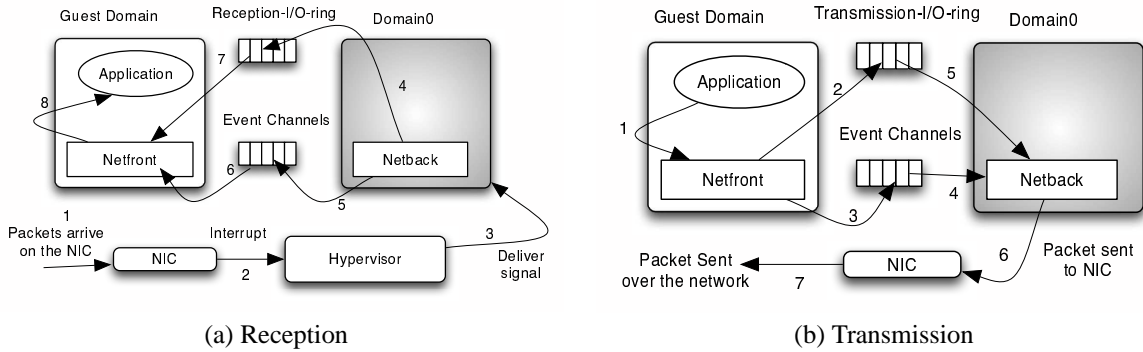 Guest Domain
Reception-I/O-ring
Domain0
Application
7
4
8
Event Channels
Netfront
Netback
6
5
1
Packets arrive
on the NIC
Interrupt
NIC
2
Hypervisor
3
Deliver
signal
(a) Reception
Guest Domain
Transmission-I/O-ring
Domain0
Application
2
5
1
Event Channels
Netfront
Netback
3
4
Packet Sent
over the network
7
NIC
6
Packet sent
to NIC
(b) Transmission